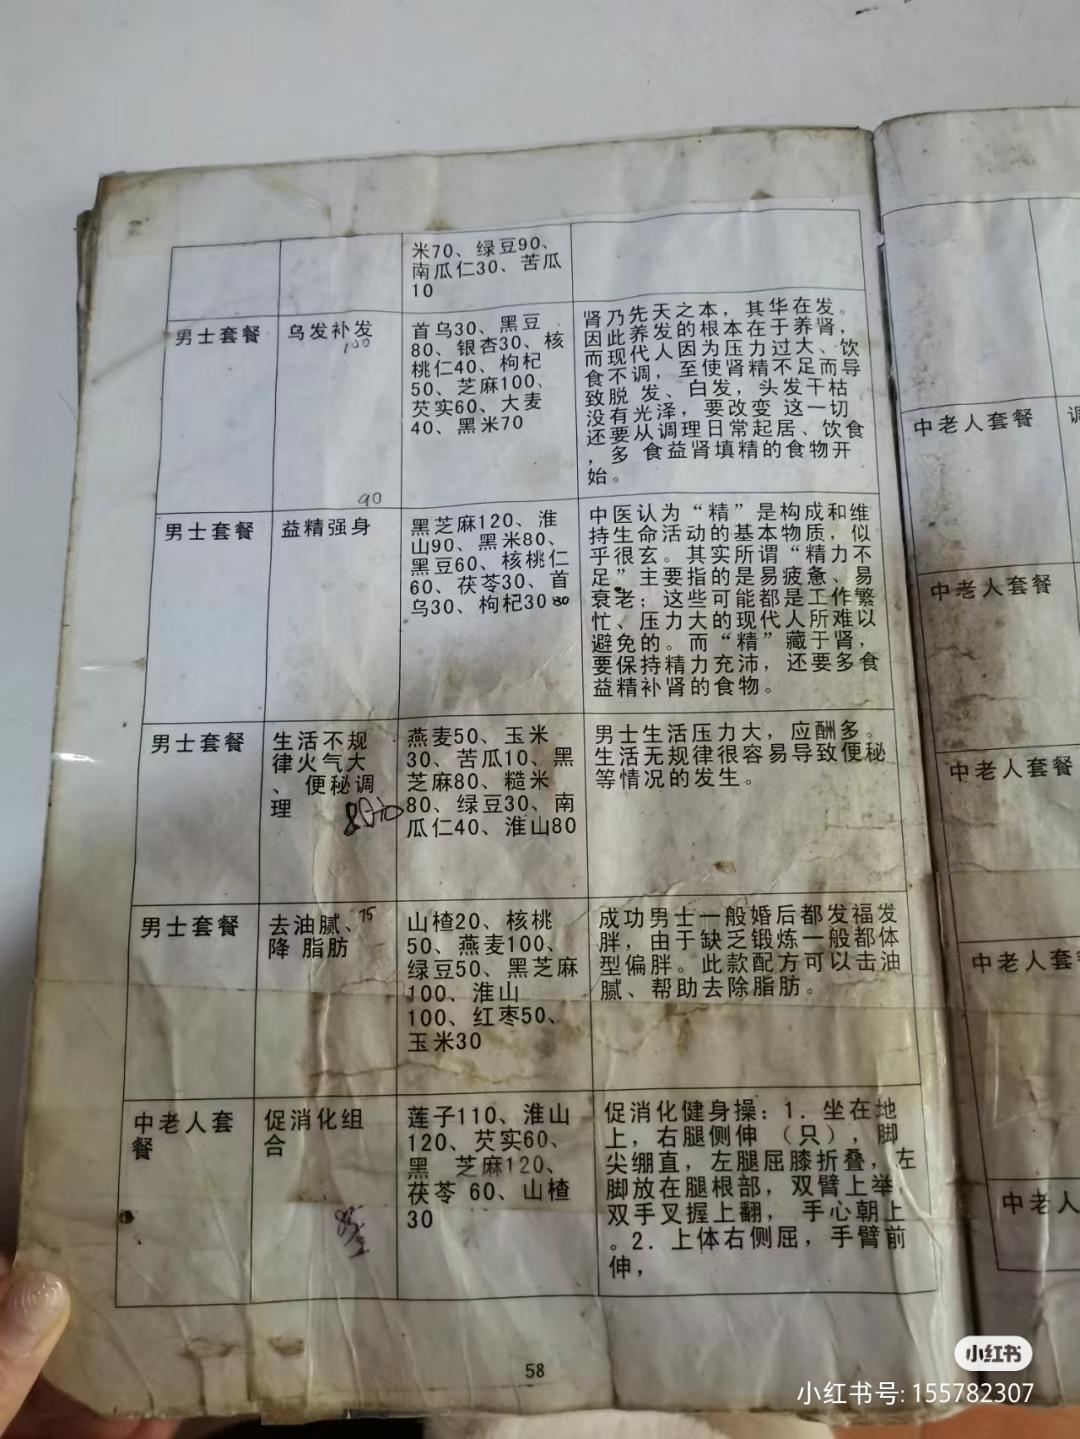 米70、绿豆90、
南瓜仁30、苦瓜
10
男士套餐
乌发补发
100
首乌30、黑豆
80、银杏30、核
桃仁40、枸杞
50、芝麻100、
芡实60、大麦
40、黑米70
肾乃先天之本，其华在发。
因此养发的根本在于养肾，
而现代人因为压力过大、饮
食不调，至使肾精不足而导
致脱 发、白发，头发干枯
没有光泽，要改变 这一切
还要从调理日常起居、饮食
，多 食益肾填精的食物开
始。
90
男士套餐
益精强身
黑芝麻120、淮
山90、黑米80、
黑豆60、核桃仁
60、茯苓30、首
乌30、枸杞30
80
中医认为“精”是构成和维
持生命活动的基本物质，似
乎很玄。其实所谓“精力不
足”主要指的是易疲惫、易
衰老；这些可能都是工作繁
忙、压力大的现代人所难以
避免的。而“精”藏于肾，
要保持精力充沛，还要多食
益精补肾的食物。
男士套餐
生活不规
律火气大
、便秘调
理
燕麦50、玉米
30、苦瓜10、黑
芝麻80、糙米
80、绿豆30、南
瓜仁40、淮山80
男士生活压力大，应酬多。
生活无规律很容易导致便秘
等情况的发生。
男士套餐
去油腻、
75
降 脂肪
山楂20、核桃
50、燕麦100、
绿豆50、黑芝麻
100、淮山
100、红枣50、
玉米30
成功男士一般婚后都发福发
胖，由于缺乏锻炼一般都体
型偏胖。此款配方可以击油
腻、帮助去除脂肪。
中老人套
餐
促消化组
合
莲子110、淮山
120、芡实60、
黑 芝麻120、
茯苓 60、山楂
30
促消化健身操：1．坐在地
上，右腿侧伸 （只），脚
尖绷直，左腿屈膝折叠，左
脚放在腿根部，双臂上举，
双手叉握上翻， 手心朝上
。2．上体右侧屈，手臂前
伸，
58
中老人套餐
调
中老人套餐
中老人套餐
中老人套餐
中老人
小红书
小红书号: 155782307